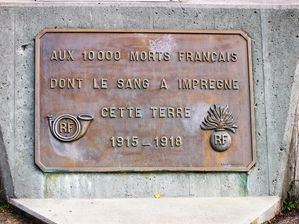 AUX 10000 MORTS FRANÇAIS
DONT LE SANG A IMPREGNE
CETTE TERRE
RF
RF
1915-1918